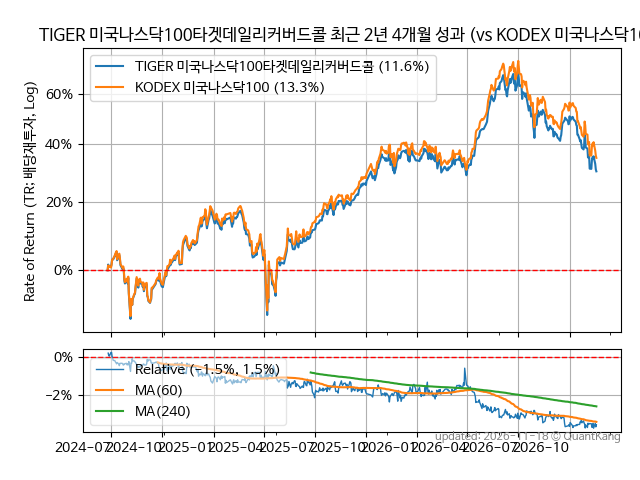 TIGER 미국나스닥100타겟데일리커버드콜 최근 2년 4개월 성과 (vs KODEX 미국나스닥10
TIGER 미국나스닥100타겟데일리커버드콜 (11.6%)
KODEX 미국나스닥100 (13.3%)
Rate of Return (TR: 배당재투자, Log)
60%
40%
20%
0%
0%
−2%
Relative (−1.5%, 1.5%)
MA(60)
MA(240)
2024-07 2024-10 2025-01 2025-04 2025-07 2025-10 2026-01 2026-04 2026-07 2026-10
updated: 2026-11-18 © QuantKang